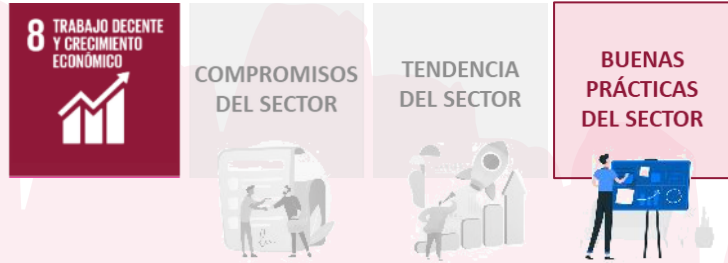 8 TRABAJO DECENTE
Y CRECIMIENTO
ECONÓMICO
COMPROMISOS
DEL SECTOR
TENDENCIA
DEL SECTOR
BUENAS
PRÁCTICAS
DEL SECTOR